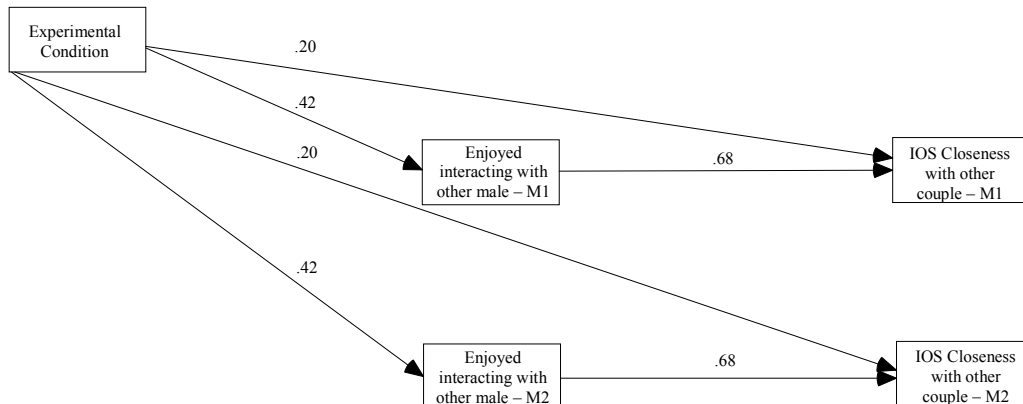 Experimental
Condition
.20
.42
.20
Enjoyed
interacting with
other male – M1
.68
IOS Closeness
with other
couple – M1
.42
Enjoyed
interacting with
other male – M2
.68
IOS Closeness
with other
couple – M2